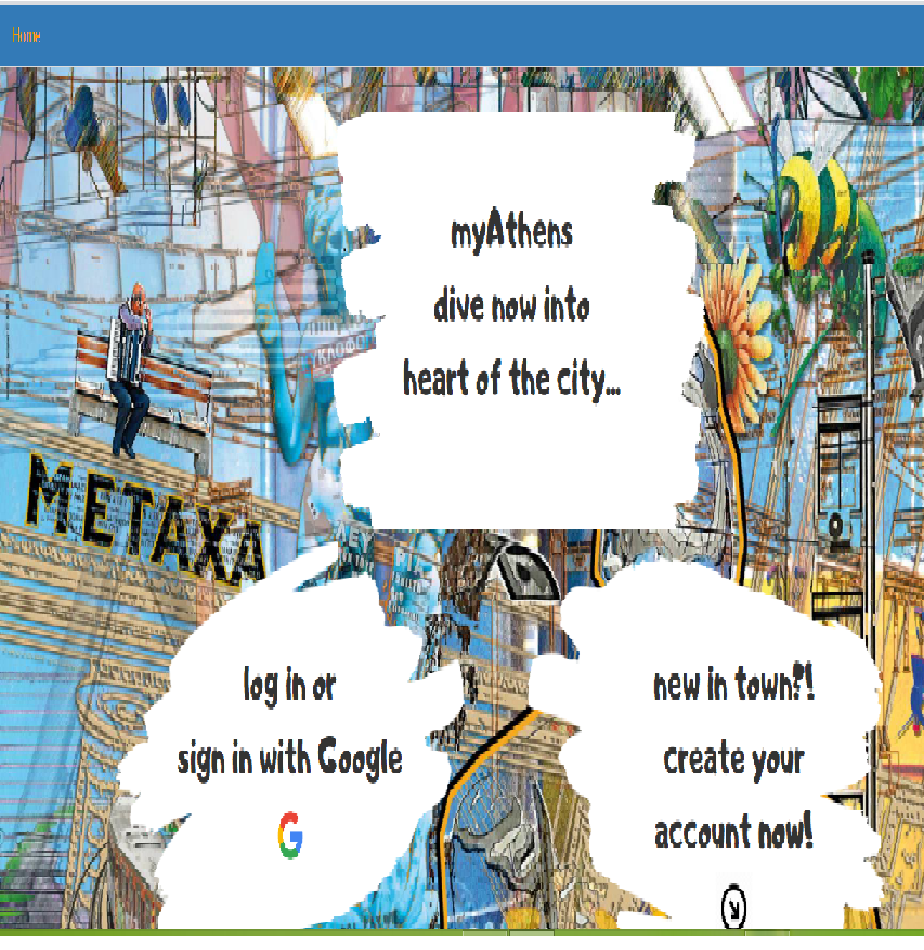 Home
myAthens
dive now into
heart of the city...
METAXA
log in or
sign in with Google
G
new in town?!
create your
account now!